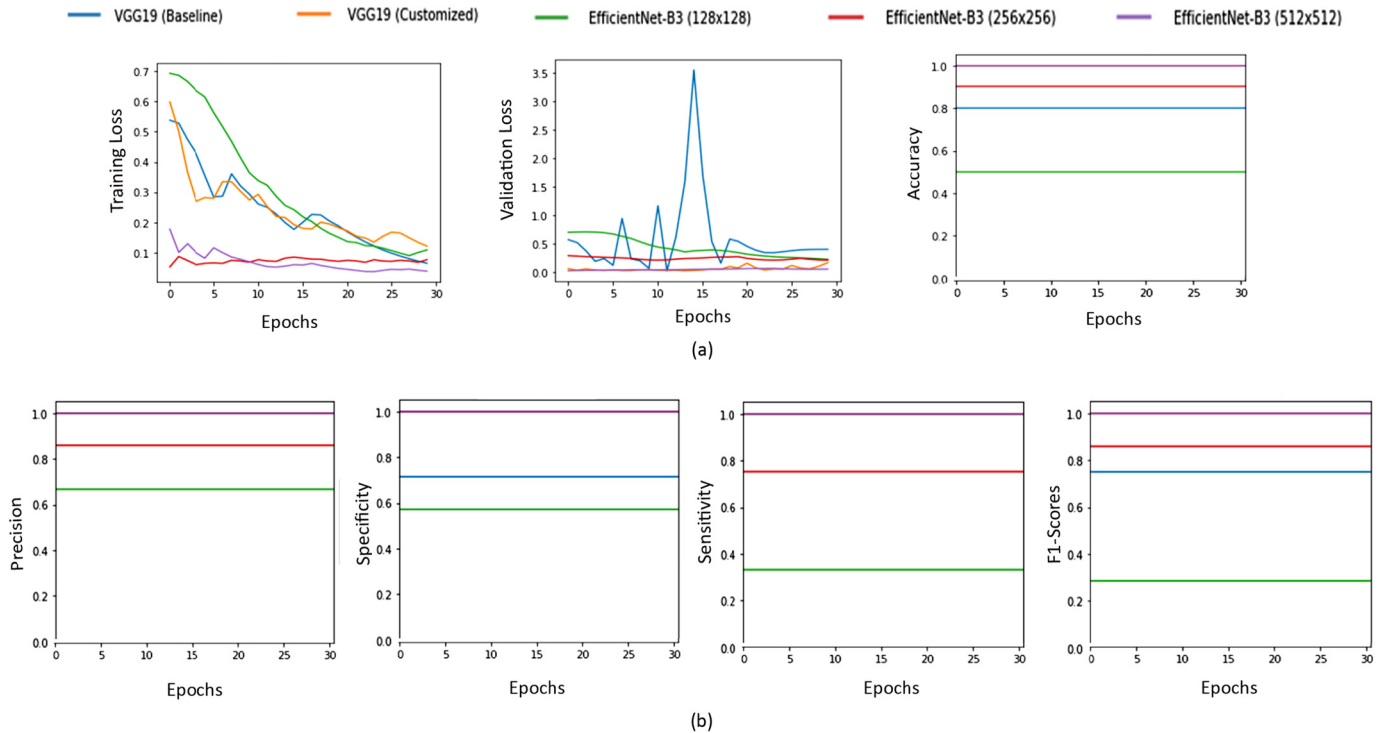 VGG19 (Baseline) VGG19 (Customized) EfficientNet-B3 (128x128) EfficientNet-B3 (256x256) EfficientNet-B3 (512x512)
Training Loss
0.7
0.6
0.5
0.4
0.3
0.2
0.1
0 5 10 15 20 25 30
Epochs
Validation Loss
3.5
3.0
2.5
2.0
1.5
1.0
0.5
0.0
0 5 10 15 20 25 30
Epochs
Accuracy
1.0
0.8
0.6
0.4
0.2
0.0
0 5 10 15 20 25 30
Epochs
(a)
Precision
1.0
0.8
0.6
0.4
0.2
0.0
0 5 10 15 20 25 30
Epochs
Specificity
1.0
0.8
0.6
0.4
0.2
0.0
0 5 10 15 20 25 30
Epochs
Sensitivity
1.0
0.8
0.6
0.4
0.2
0.0
0 5 10 15 20 25 30
Epochs
F1-Scores
1.0
0.8
0.6
0.4
0.2
0.0
0 5 10 15 20 25 30
Epochs
(b)